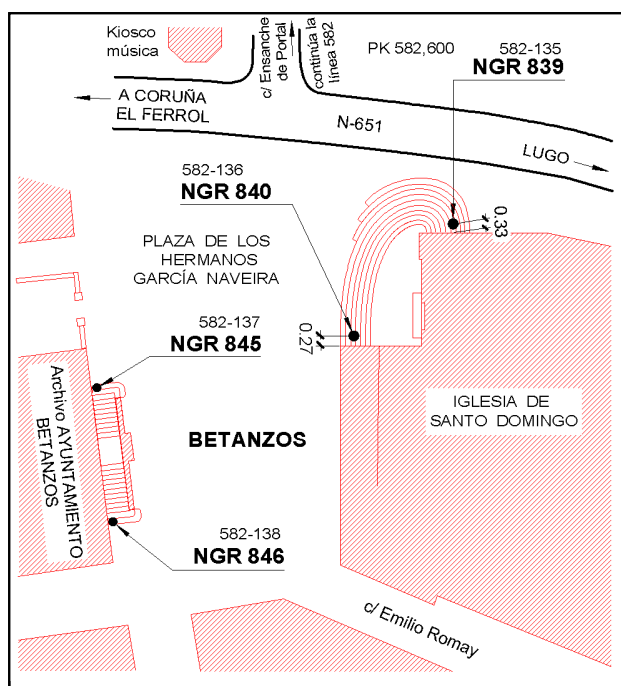 Kiosco
música
c/ Ensanche
de Portal
continúa la
línea 582
PK 582,600
582-135
NGR 839
A CORUÑA
EL FERROL
N-651
LUGO
582-136
NGR 840
0.33
PLAZA DE LOS
HERMANOS
GARCÍA NAVEIRA
582-137
NGR 845
0.27
Archivo AYUNTAMIENTO
BETANZOS
BETANZOS
IGLESIA DE
SANTO DOMINGO
582-138
NGR 846
c/ Emilio Romay